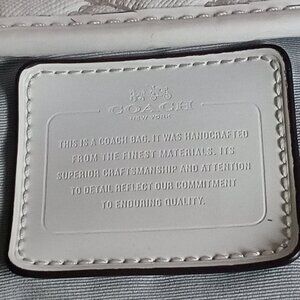 COACH
NEW YORK
THIS IS A COACH BAG. IT WAS HANDCRAFTED
FROM THE FINEST MATERIALS. ITS
SUPERIOR CRAFTSMANSHIP AND ATTENTION
TO DETAIL REFLECT OUR COMMITMENT
TO ENDURING QUALITY.